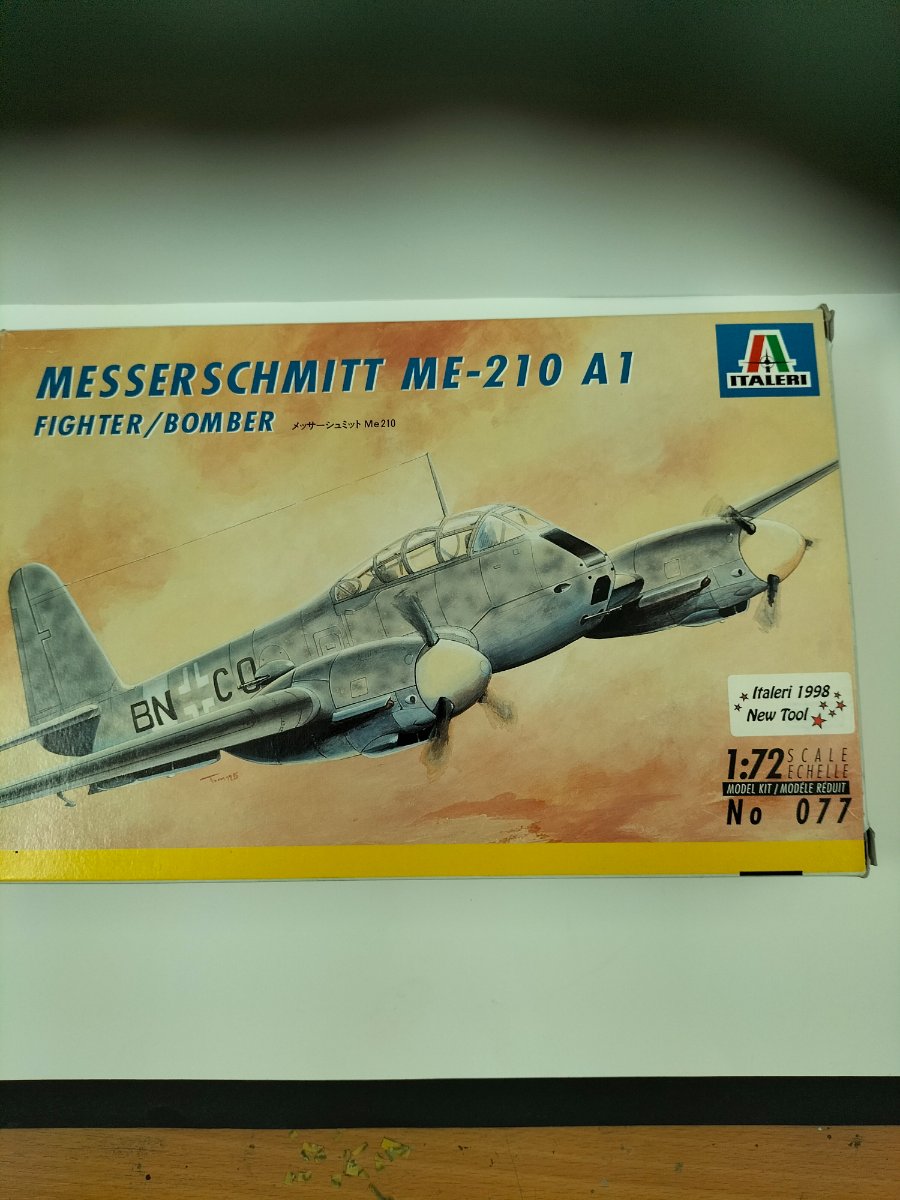 MESSERSCHMITT ME-210 A1
FIGHTER/BOMBER メッサーシュミット Me210
ITALERI
BN CO
Italeri 1998
New Tool
1:72 SCALE
ECHELLE
MODEL KIT / MODÉLE RÉDUIT
No 077